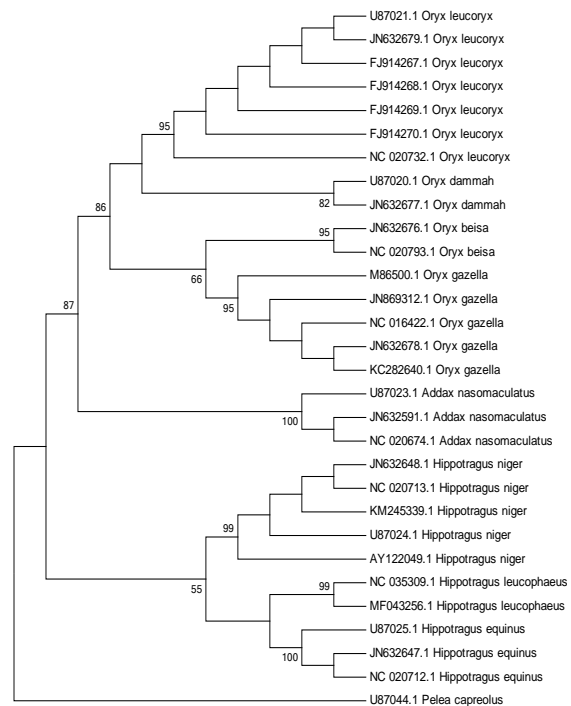 U87021.1 Oryx leucoryx
JN632679.1 Oryx leucoryx
FJ914267.1 Oryx leucoryx
FJ914268.1 Oryx leucoryx
FJ914269.1 Oryx leucoryx
95
FJ914270.1 Oryx leucoryx
NC 020732.1 Oryx leucoryx
U87020.1 Oryx dammah
82
JN632677.1 Oryx dammah
86
95
JN632676.1 Oryx beisa
NC 020793.1 Oryx beisa
66
M86500.1 Oryx gazella
95
JN869312.1 Oryx gazella
87
NC 016422.1 Oryx gazella
JN632678.1 Oryx gazella
KC282640.1 Oryx gazella
U87023.1 Addax nasomaculatus
100
JN632591.1 Addax nasomaculatus
NC 020674.1 Addax nasomaculatus
JN632648.1 Hippotragus niger
NC 020713.1 Hippotragus niger
KM245339.1 Hippotragus niger
99
U87024.1 Hippotragus niger
AY122049.1 Hippotragus niger
55
99
NC 035309.1 Hippotragus leucophaeus
MF043256.1 Hippotragus leucophaeus
U87025.1 Hippotragus equinus
100
JN632647.1 Hippotragus equinus
NC 020712.1 Hippotragus equinus
U87044.1 Pelea capreolus